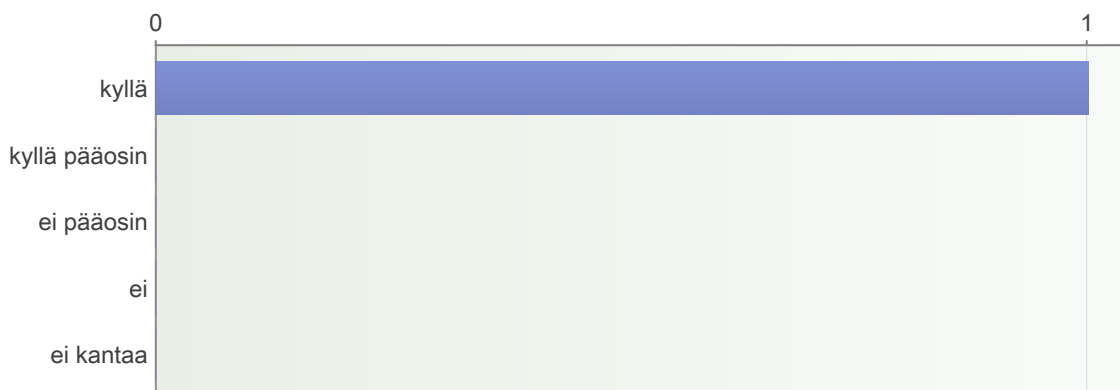 0 1
kyllä
kyllä pääosin
ei pääosin
ei
ei kantaa